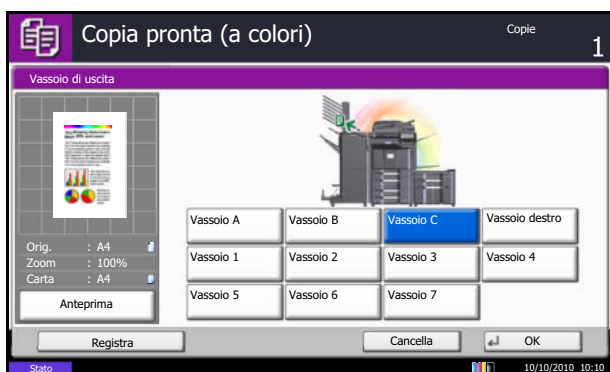 Copia pronta (a colori)
Copie
1
Vassoio di uscita
Vassoio A
Vassoio B
Vassoio C
Vassoio destro
Orig. : A4
Zoom : 100%
Carta : A4
Vassoio 1
Vassoio 2
Vassoio 3
Vassoio 4
Anteprima
Vassoio 5
Vassoio 6
Vassoio 7
Registra
Cancella
OK
Stato
10/10/2010 10:10